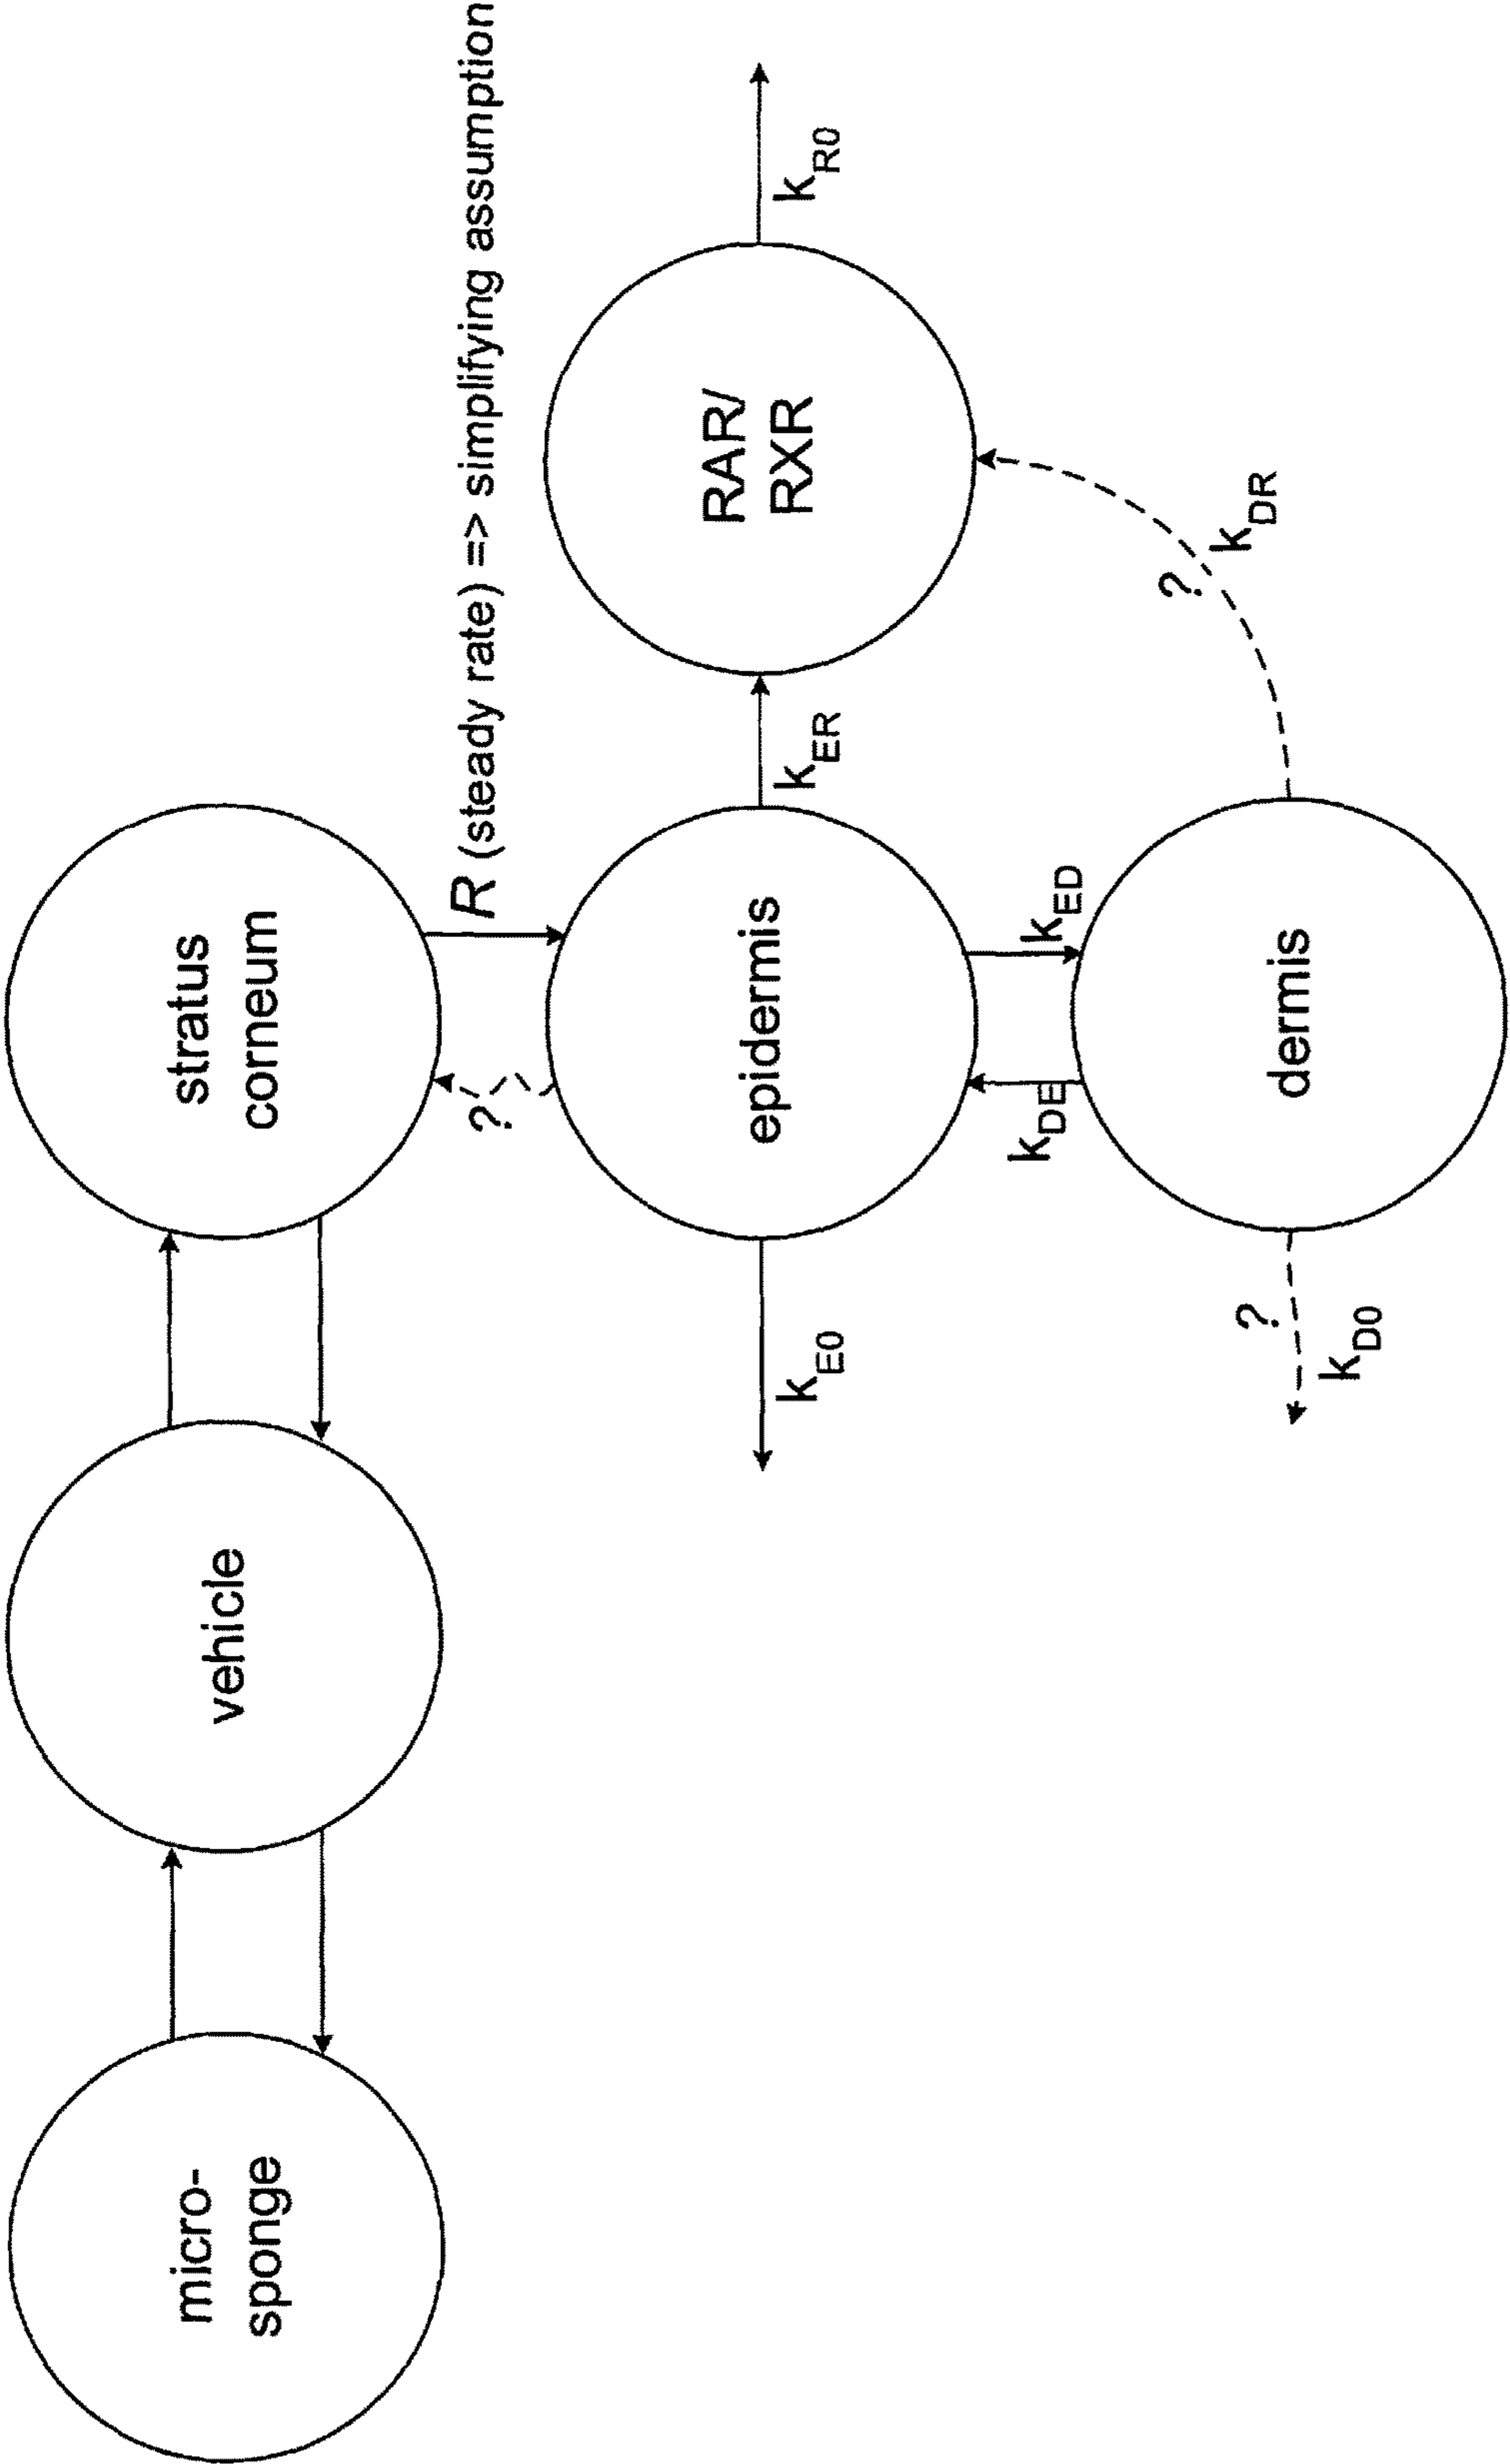 micro-
sponge
vehicle
stratus
corneum
R (steady rate) => simplifying assumption
?
epidermis
k_E0
k_ER
RAR/
RXR
k_R0
k_DE
k_ED
dermis
?
k_D0
?
k_DR